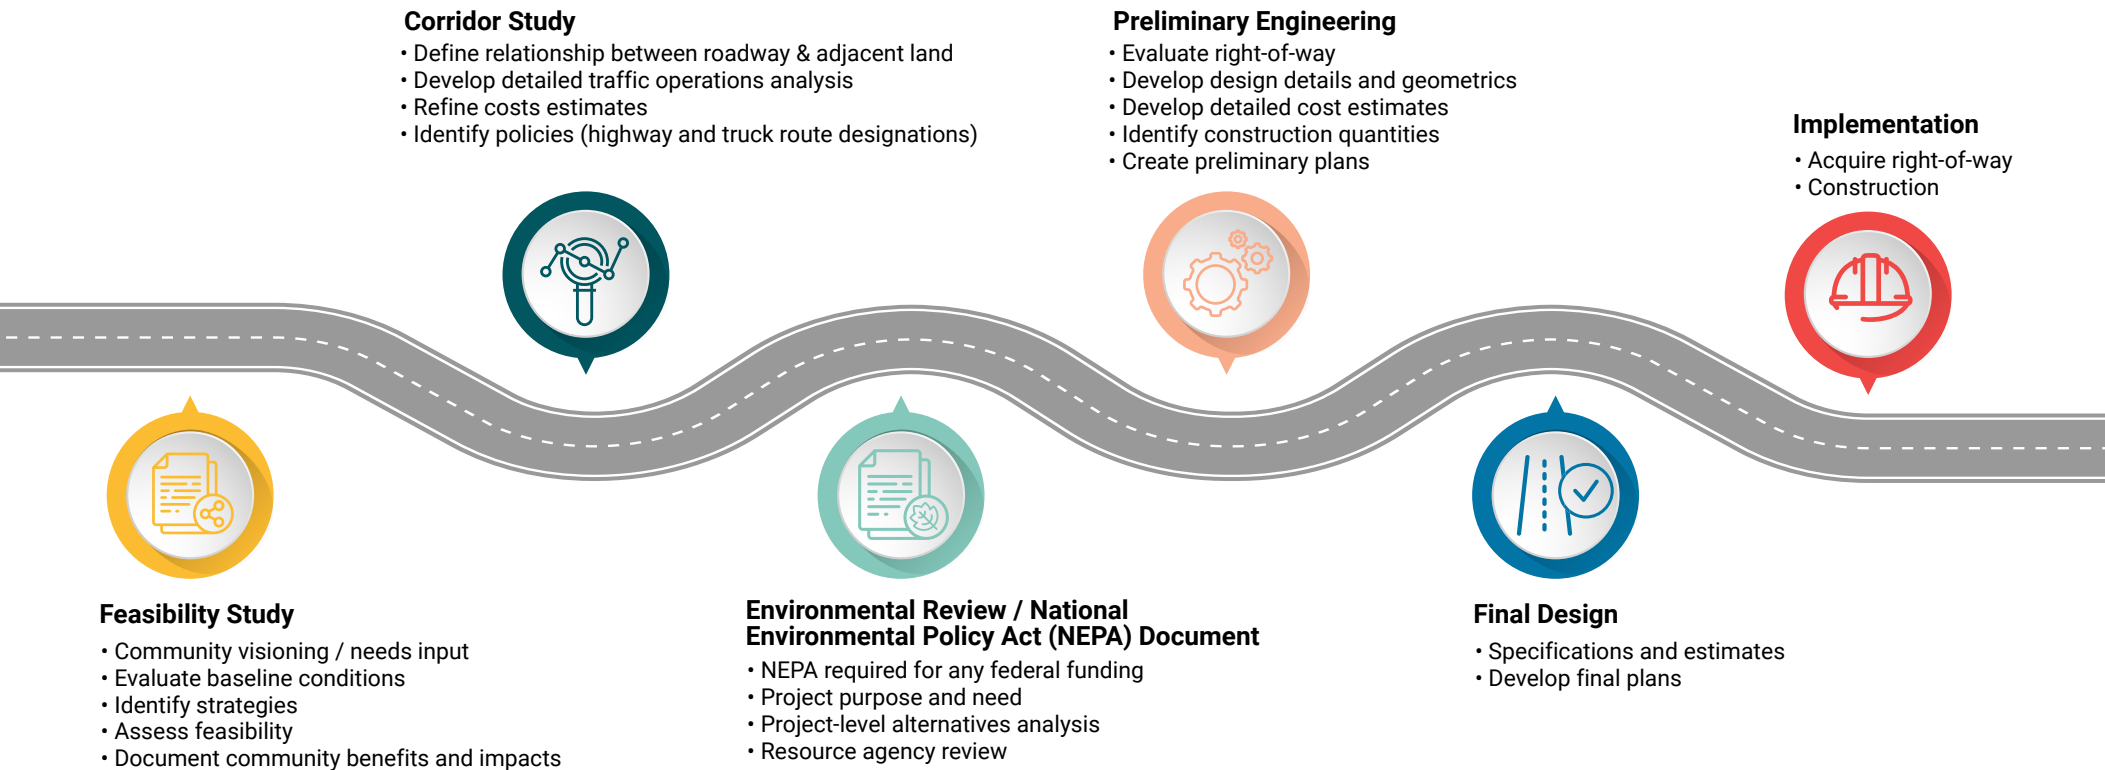 Corridor Study
• Define relationship between roadway & adjacent land
• Develop detailed traffic operations analysis
• Refine costs estimates
• Identify policies (highway and truck route designations)
Preliminary Engineering
• Evaluate right-of-way
• Develop design details and geometrics
• Develop detailed cost estimates
• Identify construction quantities
• Create preliminary plans
Implementation
• Acquire right-of-way
• Construction
Feasibility Study
• Community visioning / needs input
• Evaluate baseline conditions
• Identify strategies
• Assess feasibility
• Document community benefits and impacts
Environmental Review / National
Environmental Policy Act (NEPA) Document
• NEPA required for any federal funding
• Project purpose and need
• Project-level alternatives analysis
• Resource agency review
Final Design
• Specifications and estimates
• Develop final plans